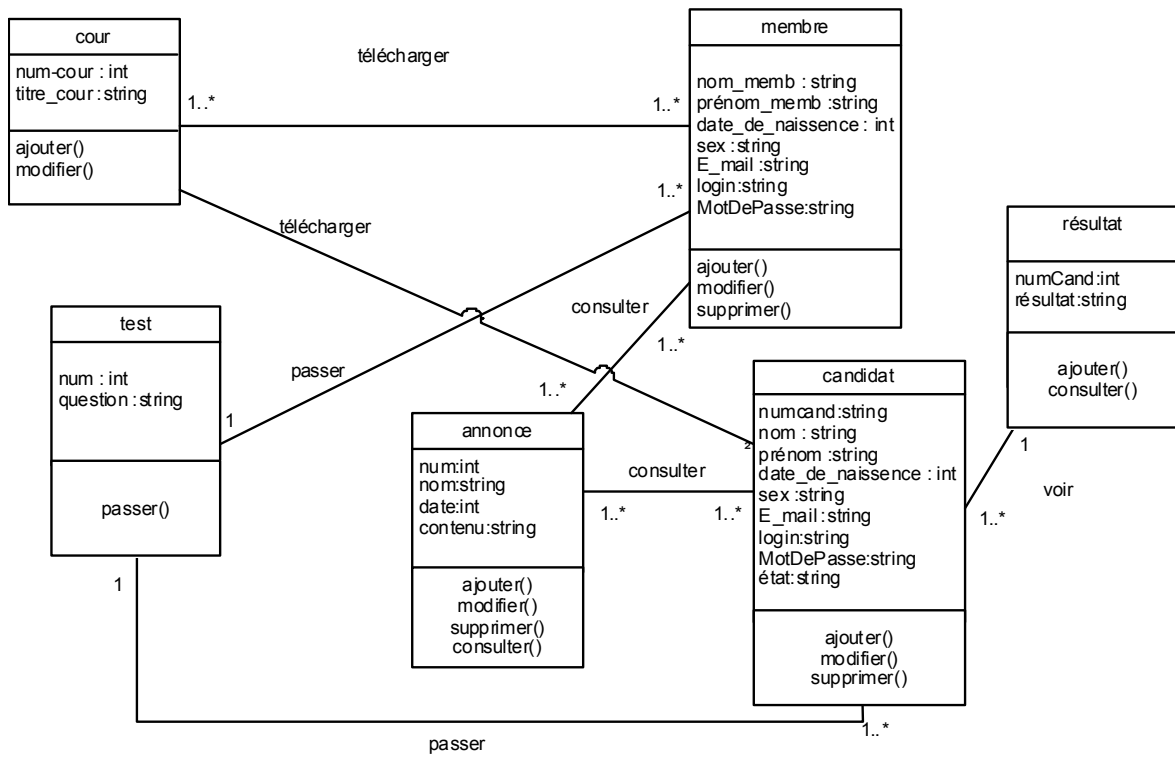 cour
num-cour : int
titre_cour : string
ajouter()
modifier()
télécharger
1..*
1..*
membre
nom_memb : string
prénom_memb :string
date_de_naissence : int
sex : string
E_mail : string
login:string
MotDePasse:string
ajouter()
modifier()
supprimer()
1..*
télécharger
résultat
numCand:int
résultat:string
ajouter()
consulter()
test
num : int
question : string
passer()
consulter
passer
1..*
1..*
1
candidat
numcand:string
nom : string
prénom : string
date_de_naissence : int
sex : string
E_mail : string
login:string
MotDePasse:string
état:string
ajouter()
modifier()
supprimer()
annonce
num:int
nom:string
date:int
contenu:string
ajouter()
modifier()
supprimer()
consulter()
consulter
1..*
1..*
1
voir
1..*
1
1..*
passer